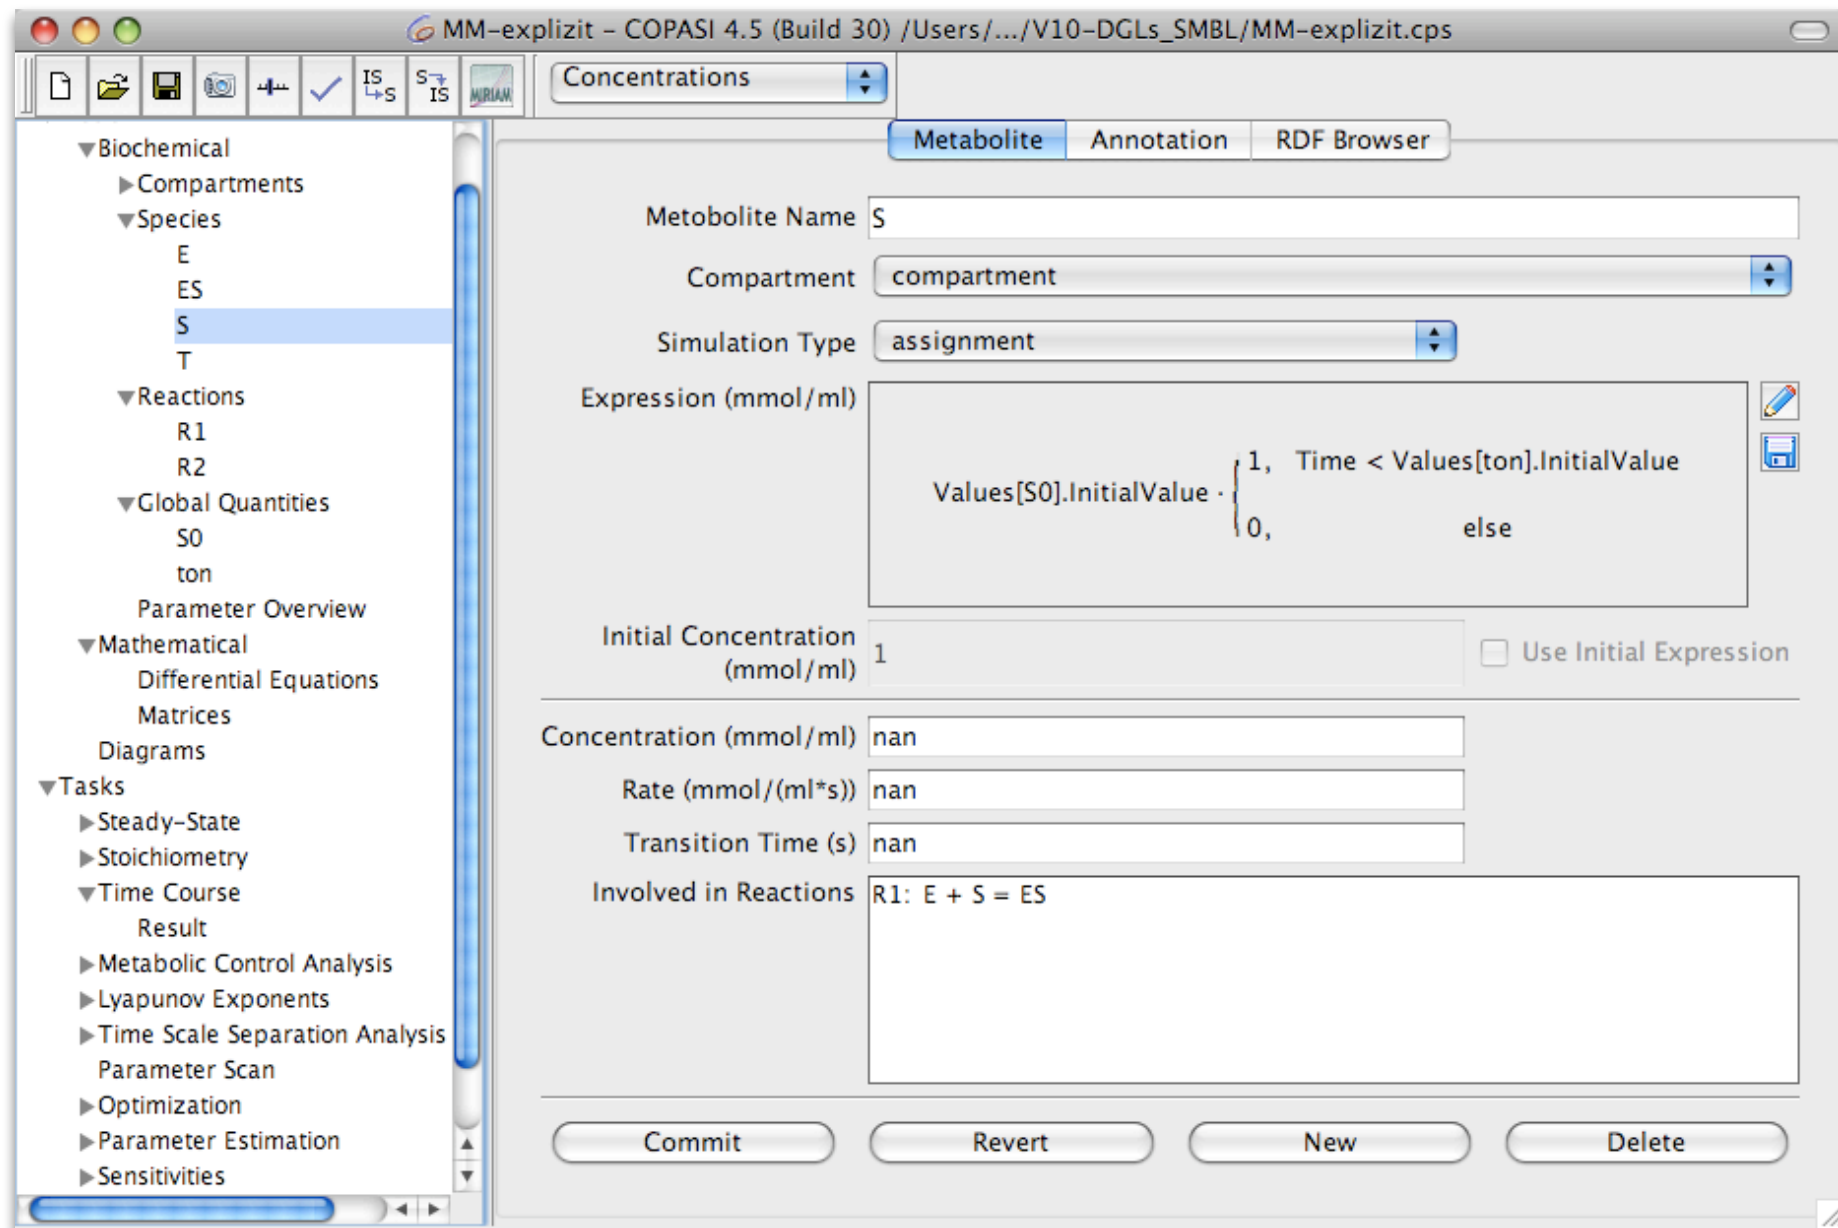 MM-explizit - COPASI 4.5 (Build 30) /Users/.../V10-DGLs_SMBL/MM-explizit.cps
IS S
S IS
MIRIAM
Concentrations
Biochemical
Compartments
Species
E
ES
S
T
Reactions
R1
R2
Global Quantities
S0
ton
Parameter Overview
Mathematical
Differential Equations
Matrices
Diagrams
Tasks
Steady-State
Stoichiometry
Time Course
Result
Metabolic Control Analysis
Lyapunov Exponents
Time Scale Separation Analysis
Parameter Scan
Optimization
Parameter Estimation
Sensitivities
Metabolite Annotation RDF Browser
Metobolite Name S
Compartment compartment
Simulation Type assignment
Expression (mmol/ml)
1, Time < Values[ton].InitialValue
Values[S0].InitialValue ·
0, else
Initial Concentration
(mmol/ml) 1 Use Initial Expression
Concentration (mmol/ml) nan
Rate (mmol/(ml*s)) nan
Transition Time (s) nan
Involved in Reactions R1: E + S = ES
Commit Revert New Delete